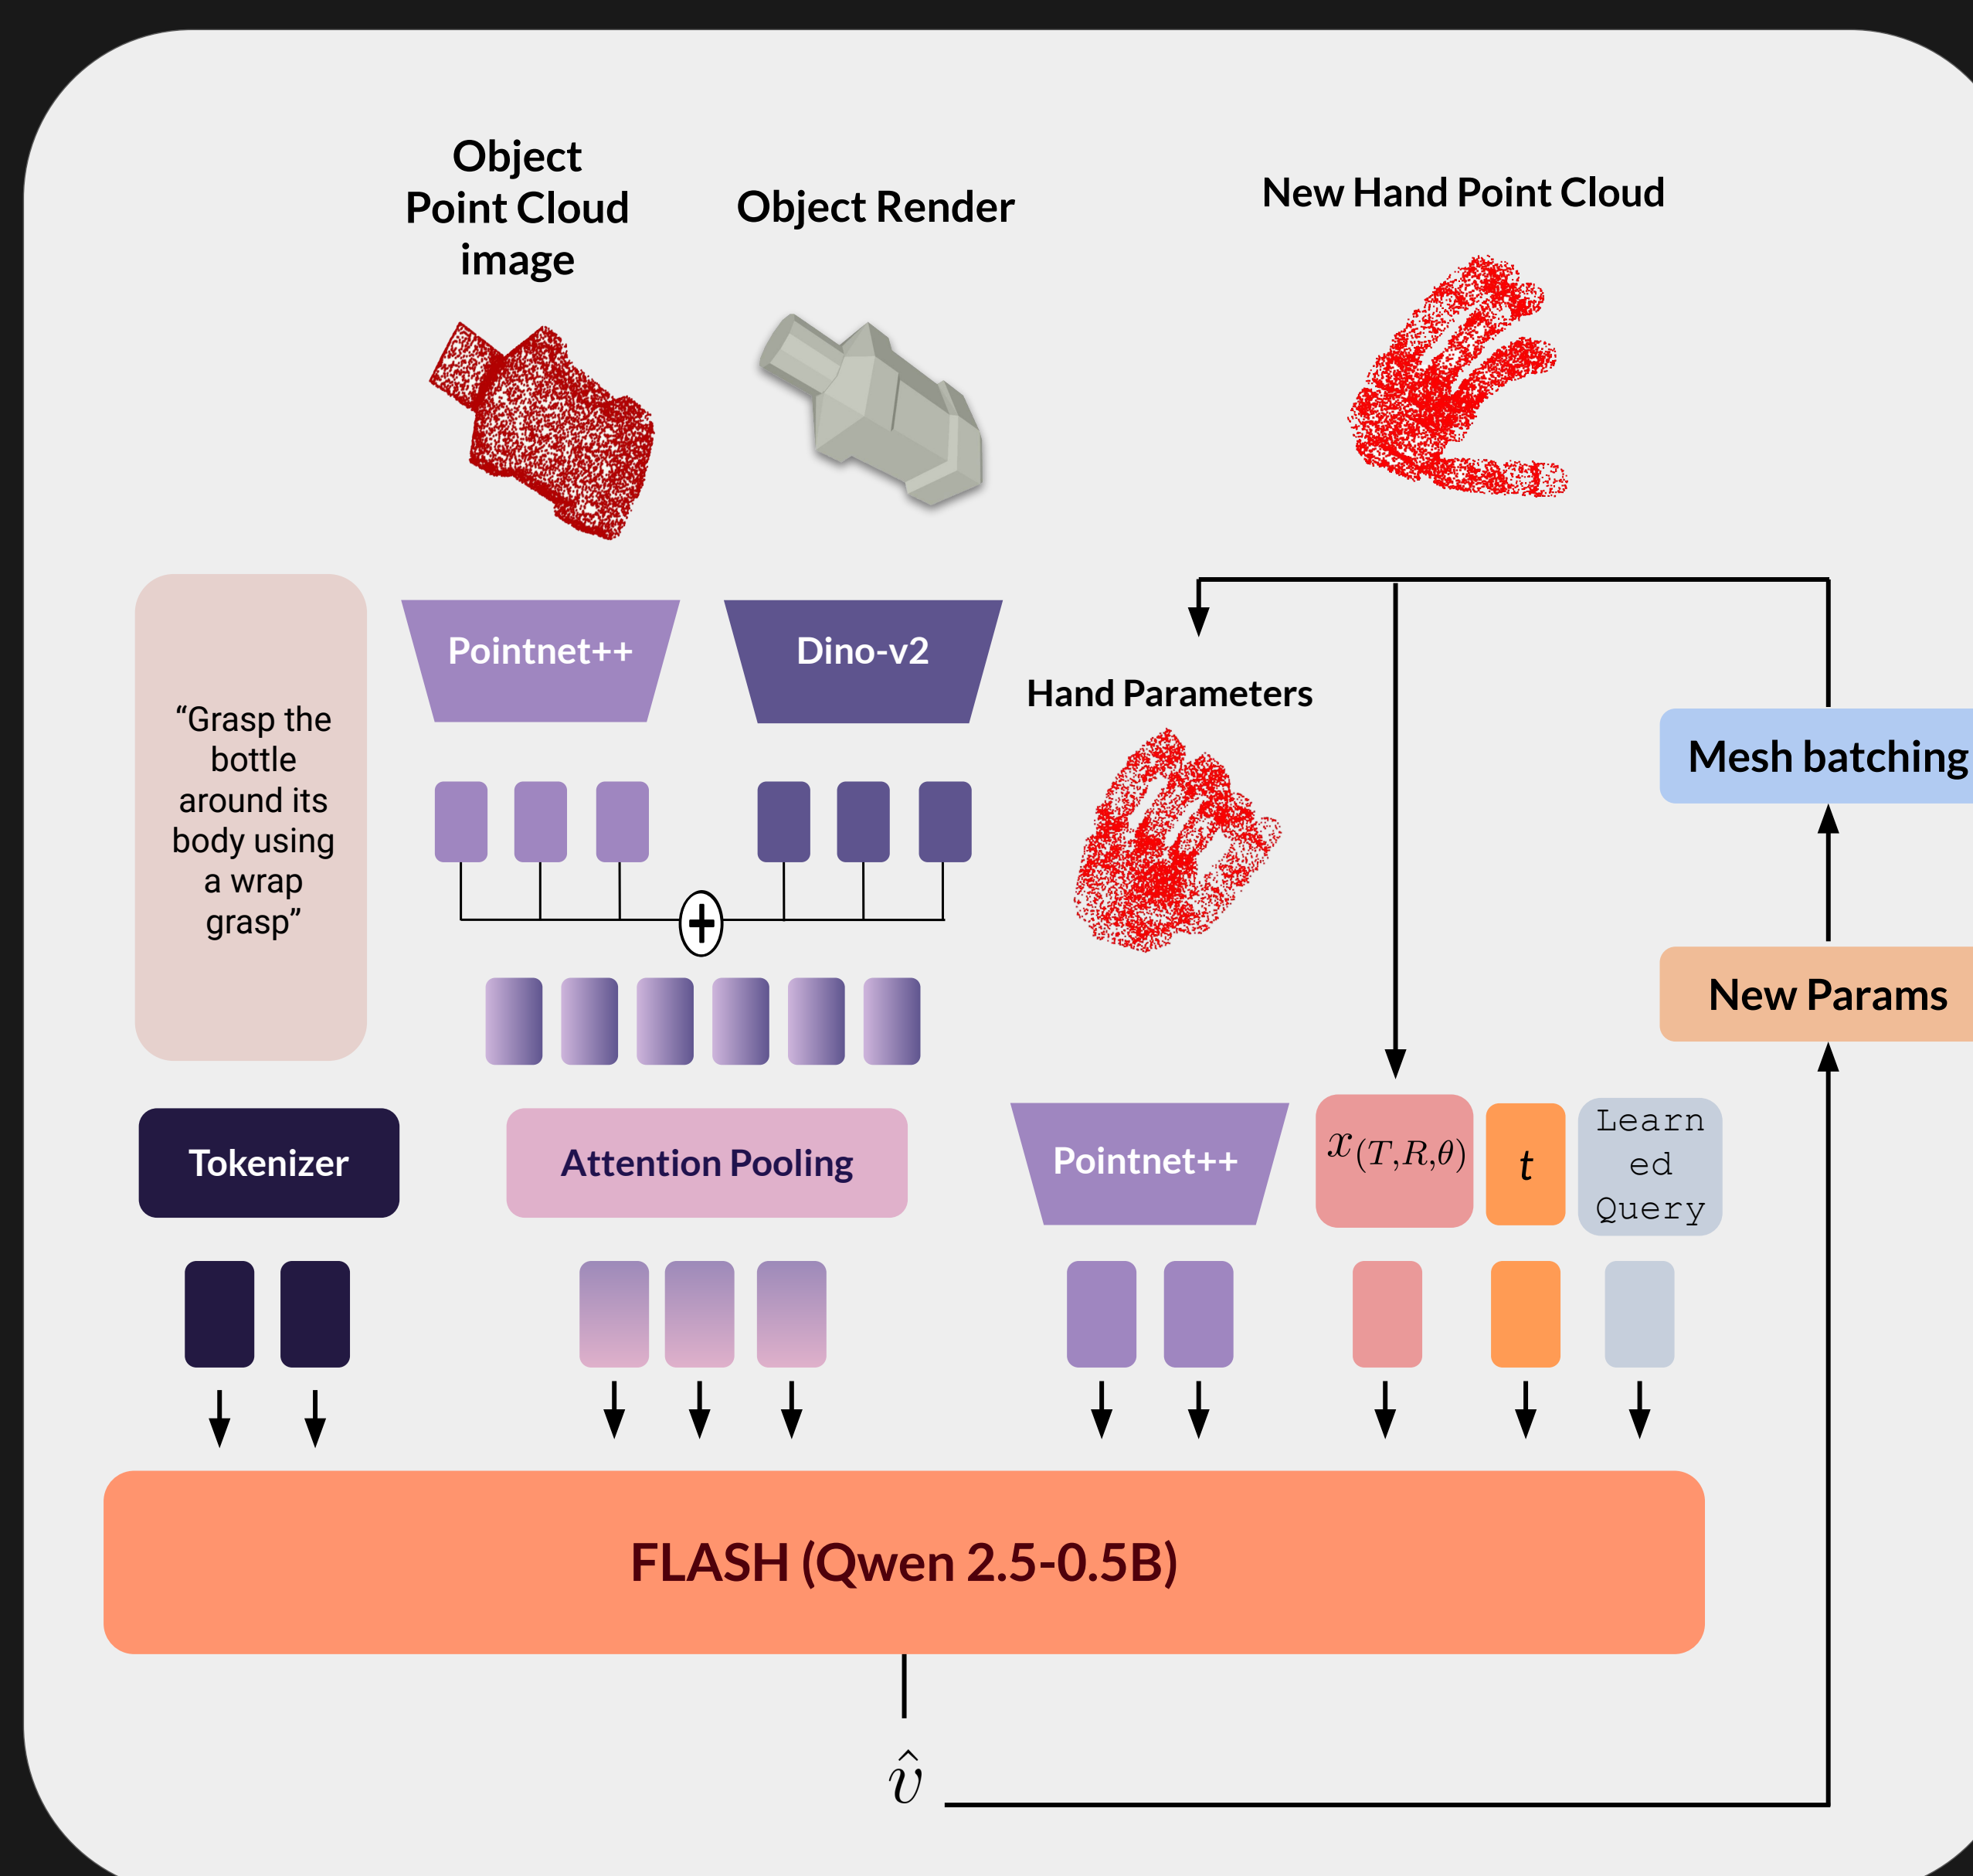 Object
Point Cloud
image
Object Render
New Hand Point Cloud
“Grasp the
bottle
around its
body using
a wrap
grasp”
Pointnet++
Dino-v2
Hand Parameters
Mesh batching
New Params
+
Tokenizer
Attention Pooling
Pointnet++
x(T,R,θ)
t
Learn
ed
Query
FLASH (Qwen 2.5-0.5B)
v̂